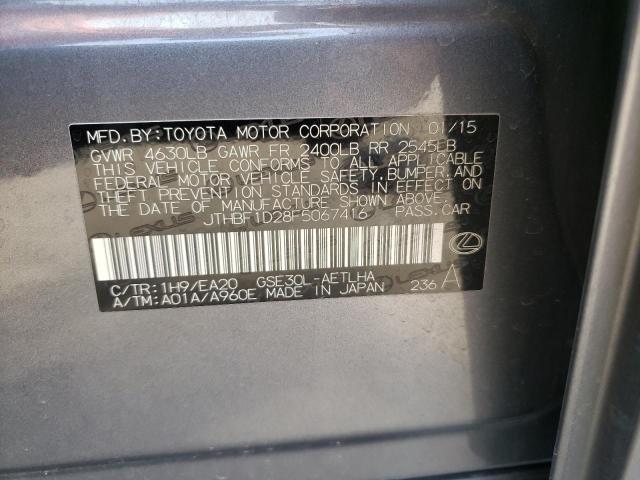 MFD.BY:TOYOTA MOTOR CORPORATION 01/15
GVWR 4630LB GAWR FR 2400LB RR 2545LB
THIS VEHICLE CONFORMS TO ALL APPLICABLE
FEDERAL MOTOR VEHICLE SAFETY,BUMPER,AND
THEFT PREVENTION STANDARDS IN EFFECT ON
THE DATE OF MANUFACTURE SHOWN ABOVE.
JTHBF1D28F5067416 PASS.CAR
C/TR:1H9/EA20 GSE30L-AETLHA
A/TM:A01A/A960E MADE IN JAPAN 236 A
LEXUS